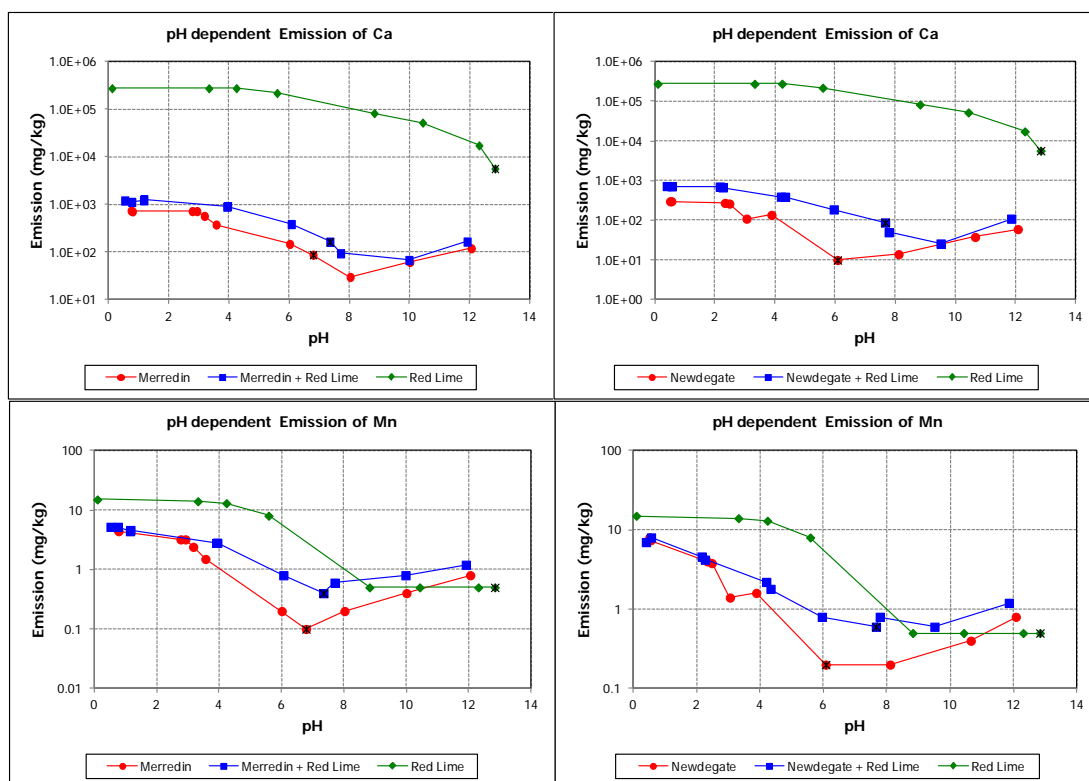 pH dependent Emission of Ca
Emission (mg/kg)
1.0E+06
1.0E+05
1.0E+04
1.0E+03
1.0E+02
1.0E+01
0 2 4 6 8 10 12 14
pH
Merredin Merredin + Red Lime Red Lime
pH dependent Emission of Ca
Emission (mg/kg)
1.0E+06
1.0E+05
1.0E+04
1.0E+03
1.0E+02
1.0E+01
1.0E+00
0 2 4 6 8 10 12 14
pH
Newdegate Newdegate + Red Lime Red Lime
pH dependent Emission of Mn
Emission (mg/kg)
100
10
1
0.1
0.01
0 2 4 6 8 10 12 14
pH
Merredin Merredin + Red Lime Red Lime
pH dependent Emission of Mn
Emission (mg/kg)
100
10
1
0.1
0 2 4 6 8 10 12 14
pH
Newdegate Newdegate + Red Lime Red Lime